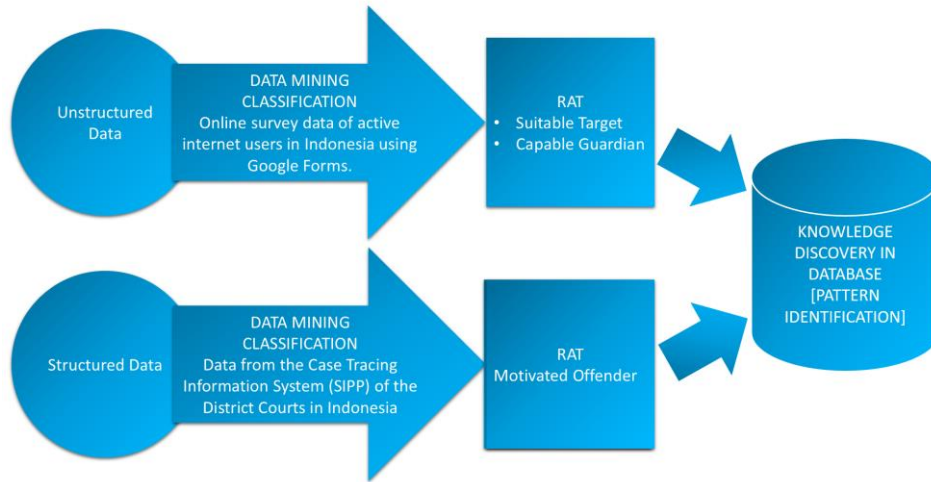 Unstructured
Data
DATA MINING
CLASSIFICATION
Online survey data of active
internet users in Indonesia using
Google Forms.
RAT
• Suitable Target
• Capable Guardian
KNOWLEDGE
DISCOVERY IN
DATABASE
[PATTERN
IDENTIFICATION]
Structured Data
DATA MINING
CLASSIFICATION
Data from the Case Tracing
Information System (SIPP) of the
District Courts in Indonesia
RAT
Motivated Offender